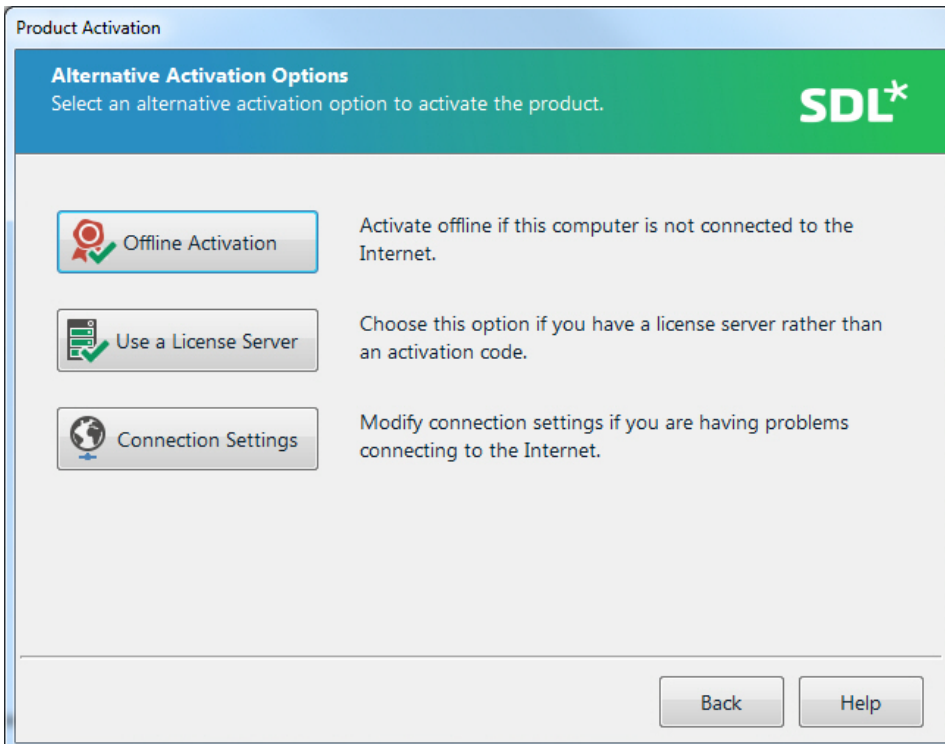 Product Activation
Alternative Activation Options
Select an alternative activation option to activate the product.
SDL*
Offline Activation
Activate offline if this computer is not connected to the
Internet.
Use a License Server
Choose this option if you have a license server rather than
an activation code.
Connection Settings
Modify connection settings if you are having problems
connecting to the Internet.
Back
Help